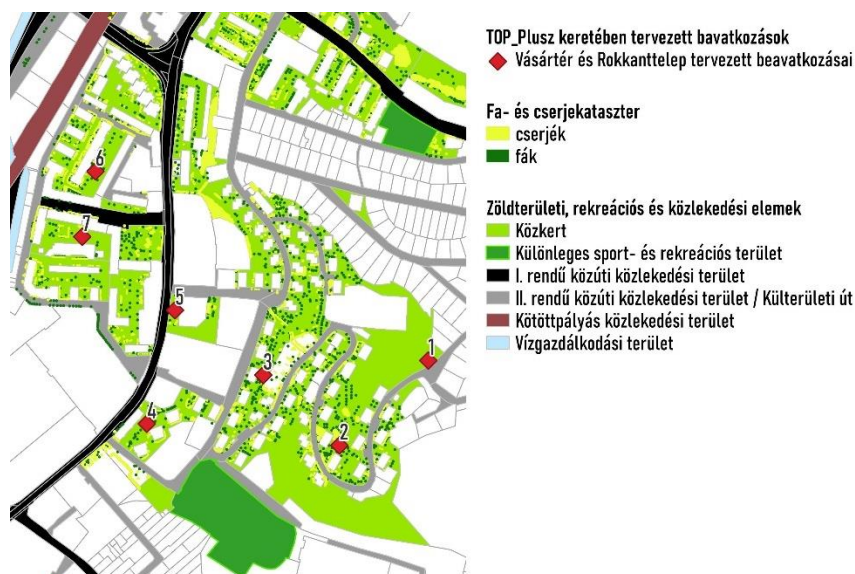 TOP_Plusz keretében tervezett bavatkozások
Vásártér és Rokkanttelep tervezett beavatkozásai
Fa- és cserjekataszter
cserjék
fák
Zöldterületi, rekreációs és közlekedési elemek
Közkert
Különleges sport- és rekreációs terület
I. rendű közúti közlekedési terület
II. rendű közúti közlekedési terület / Külterületi út
Kötöttpályás közlekedési terület
Vízgazdálkodási terület
6
7
5
1
3
4
2